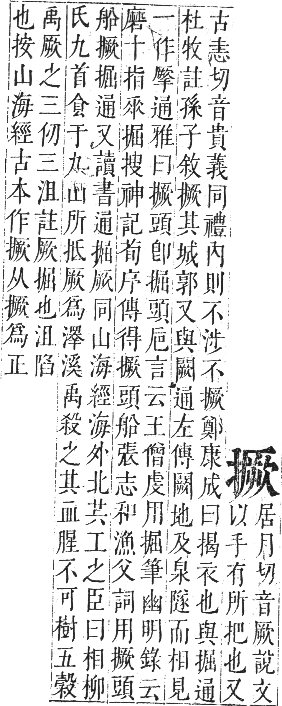 撅
居月切音厥說文
以手有所把也又
古恚切音貴義同禮內則不涉不撅鄭康成曰揭衣也與掘通
杜牧註孫子敘撅其城郭又與闕通左傳闕地及泉隧而相見
一作通雅曰撅頭卽掘頭卮言云王僧虔用掘筆幽明錄云
磨十指乘掘搜神記荀序傳得撅頭船張志和漁父詞用撅頭
船撅掘通又讀書通掘厥同山海經海外北共工之臣曰相柳
氏九首食于九山所抵厥爲澤溪禹殺之其血腥不可樹五穀
禹厥之三仞三沮註厥掘也沮陷
也按山海經古本作撅从撅爲正